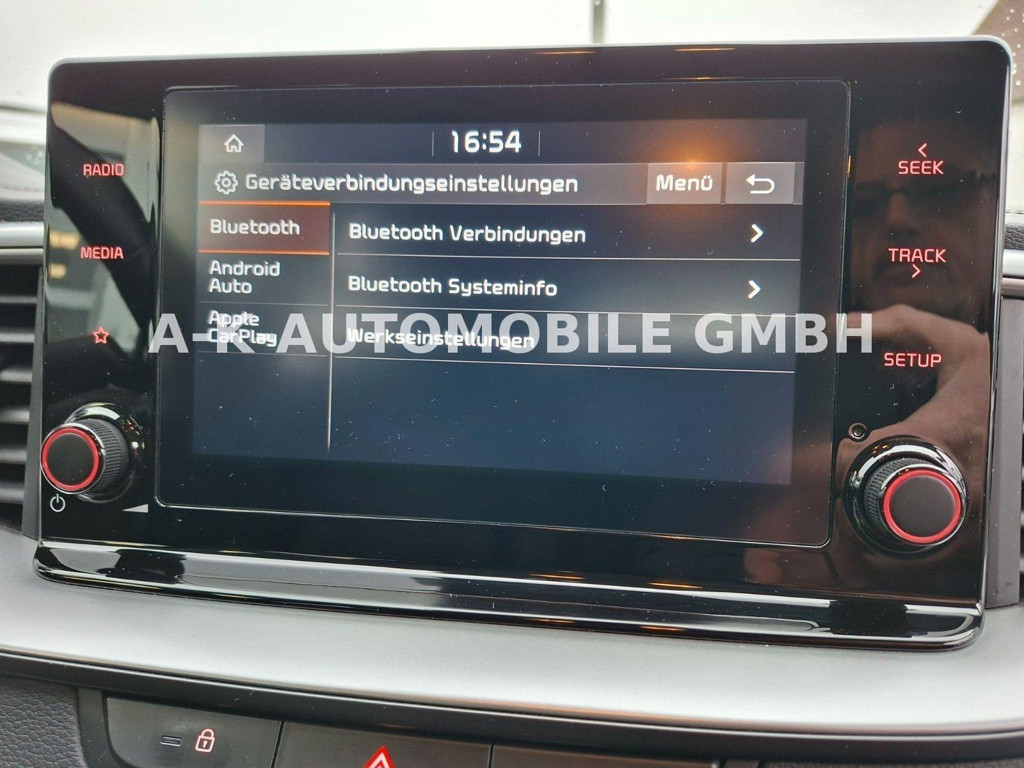 16:54
Geräteverbindungseinstellungen
Menü
Bluetooth
Android
Auto
Apple
CarPlay
Bluetooth Verbindungen
Bluetooth Systeminfo
Werkseinstellungen
RADIO
MEDIA
SEEK
TRACK
SETUP
A-K AUTOMOBILE GMBH